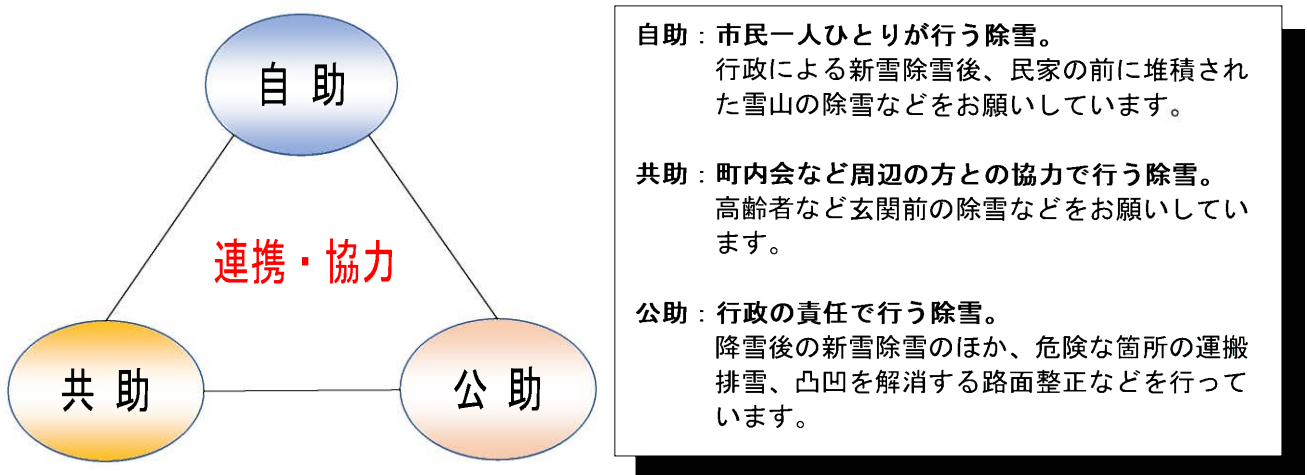 自助
連携・協力
共助
公助
自助：市民一人ひとりが行う除雪。
行政による新雪除雪後、民家の前に堆積され
た雪山の除雪などをお願いしています。
共助：町内会など周辺の方との協力で行う除雪。
高齢者など玄関前の除雪などをお願いしてい
ます。
公助：行政の責任で行う除雪。
降雪後の新雪除雪のほか、危険な箇所の運搬
排雪、凸凹を解消する路面整正などを行って
います。